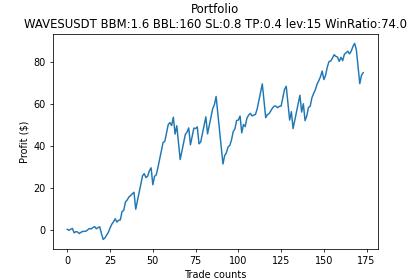 Portfolio
WAVESUSDT BBM:1.6 BBL:160 SL:0.8 TP:0.4 lev:15 WinRatio:74.0
80
60
40
20
0
Profit ($)
0 25 50 75 100 125 150 175
Trade counts